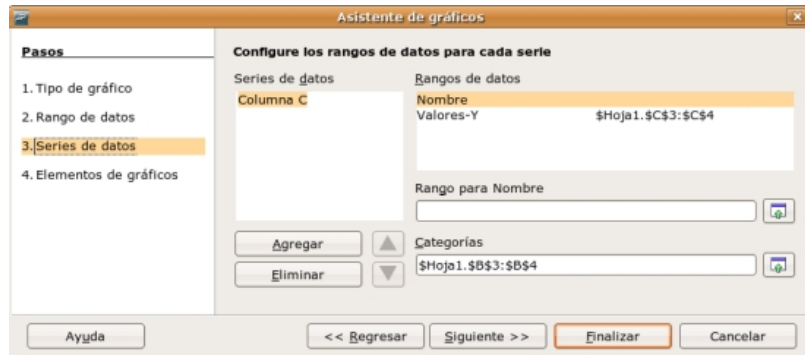 Asistente de gráficos
Pasos
1. Tipo de gráfico
2. Rango de datos
3. Series de datos
4. Elementos de gráficos
Configure los rangos de datos para cada serie
Series de datos
Columna C
Agregar
Eliminar
Rangos de datos
Nombre
Valores-Y $Hoja1.$C$3:$C$4
Rango para Nombre
Categorías
$Hoja1.$B$3:$B$4
Ayuda
<< Regresar
Siguiente >>
Finalizar
Cancelar